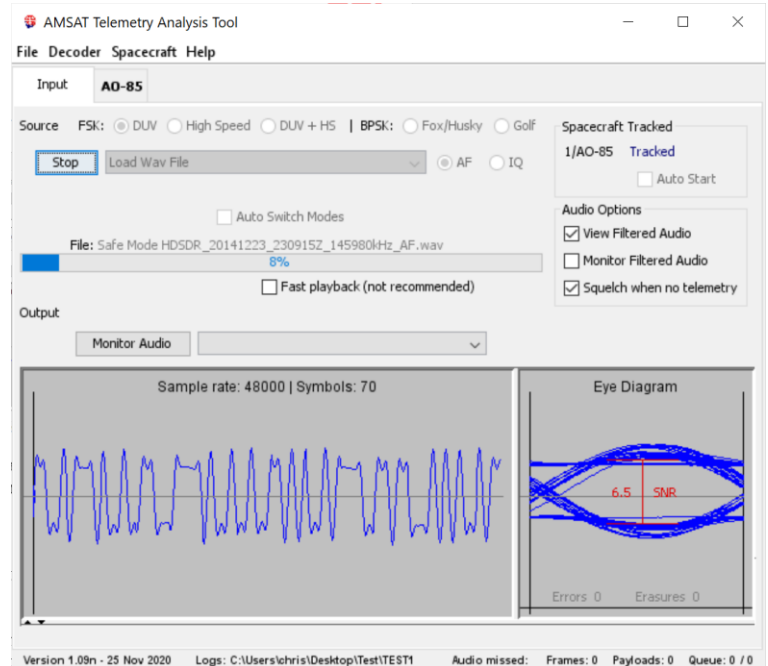 AMSAT Telemetry Analysis Tool
File Decoder Spacecraft Help
Input AO-85
Source FSK: DUV High Speed DUV + HS | BPSK: Fox/Husky Golf
Stop Load Wav File AF IQ
Auto Switch Modes
File: Safe Mode HDSDR_20141223_230915Z_145980kHz_AF.wav
8%
Fast playback (not recommended)
Spacecraft Tracked
1/AO-85 Tracked
Auto Start
Audio Options
View Filtered Audio
Monitor Filtered Audio
Squelch when no telemetry
Output
Monitor Audio
Sample rate: 48000 | Symbols: 70
Eye Diagram
6.5 SNR
Errors 0 Erasures 0
Version 1.09n - 25 Nov 2020 Logs: C:\Users\chris\Desktop\Test\TEST1 Audio missed: Frames: 0 Payloads: 0 Queue: 0 / 0